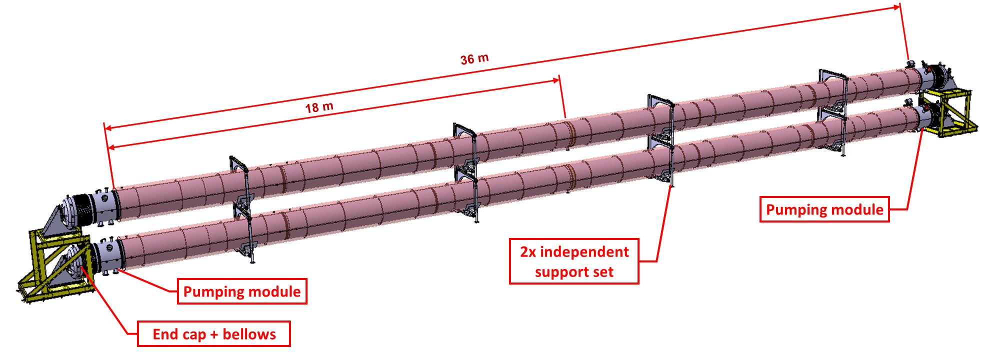 36 m
18 m
Pumping module
2x independent
support set
Pumping module
End cap + bellows